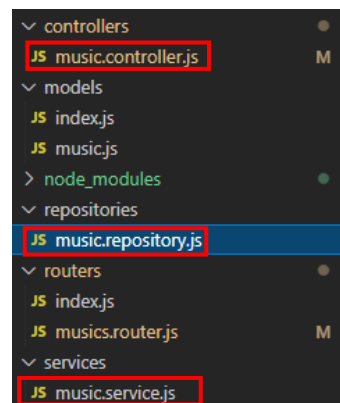 controllers
JS music.controller.js M
models
JS index.js
JS music.js
node_modules
repositories
JS music.repository.js
routers
JS index.js
JS musics.router.js M
services
JS music.service.js